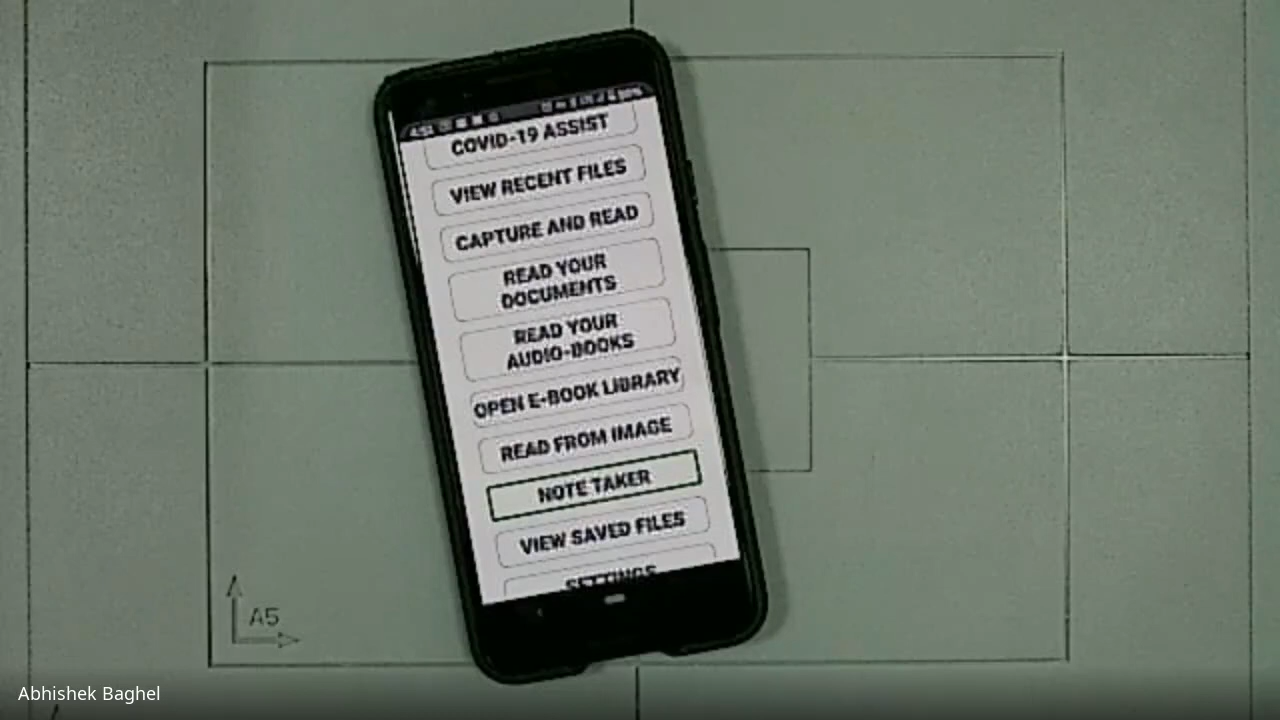 COVID-19 ASSIST
VIEW RECENT FILES
CAPTURE AND READ
READ YOUR
DOCUMENTS
READ YOUR
AUDIO-BOOKS
OPEN E-BOOK LIBRARY
READ FROM IMAGE
NOTE TAKER
VIEW SAVED FILES
SETTINGS
A5
Abhishek Baghel